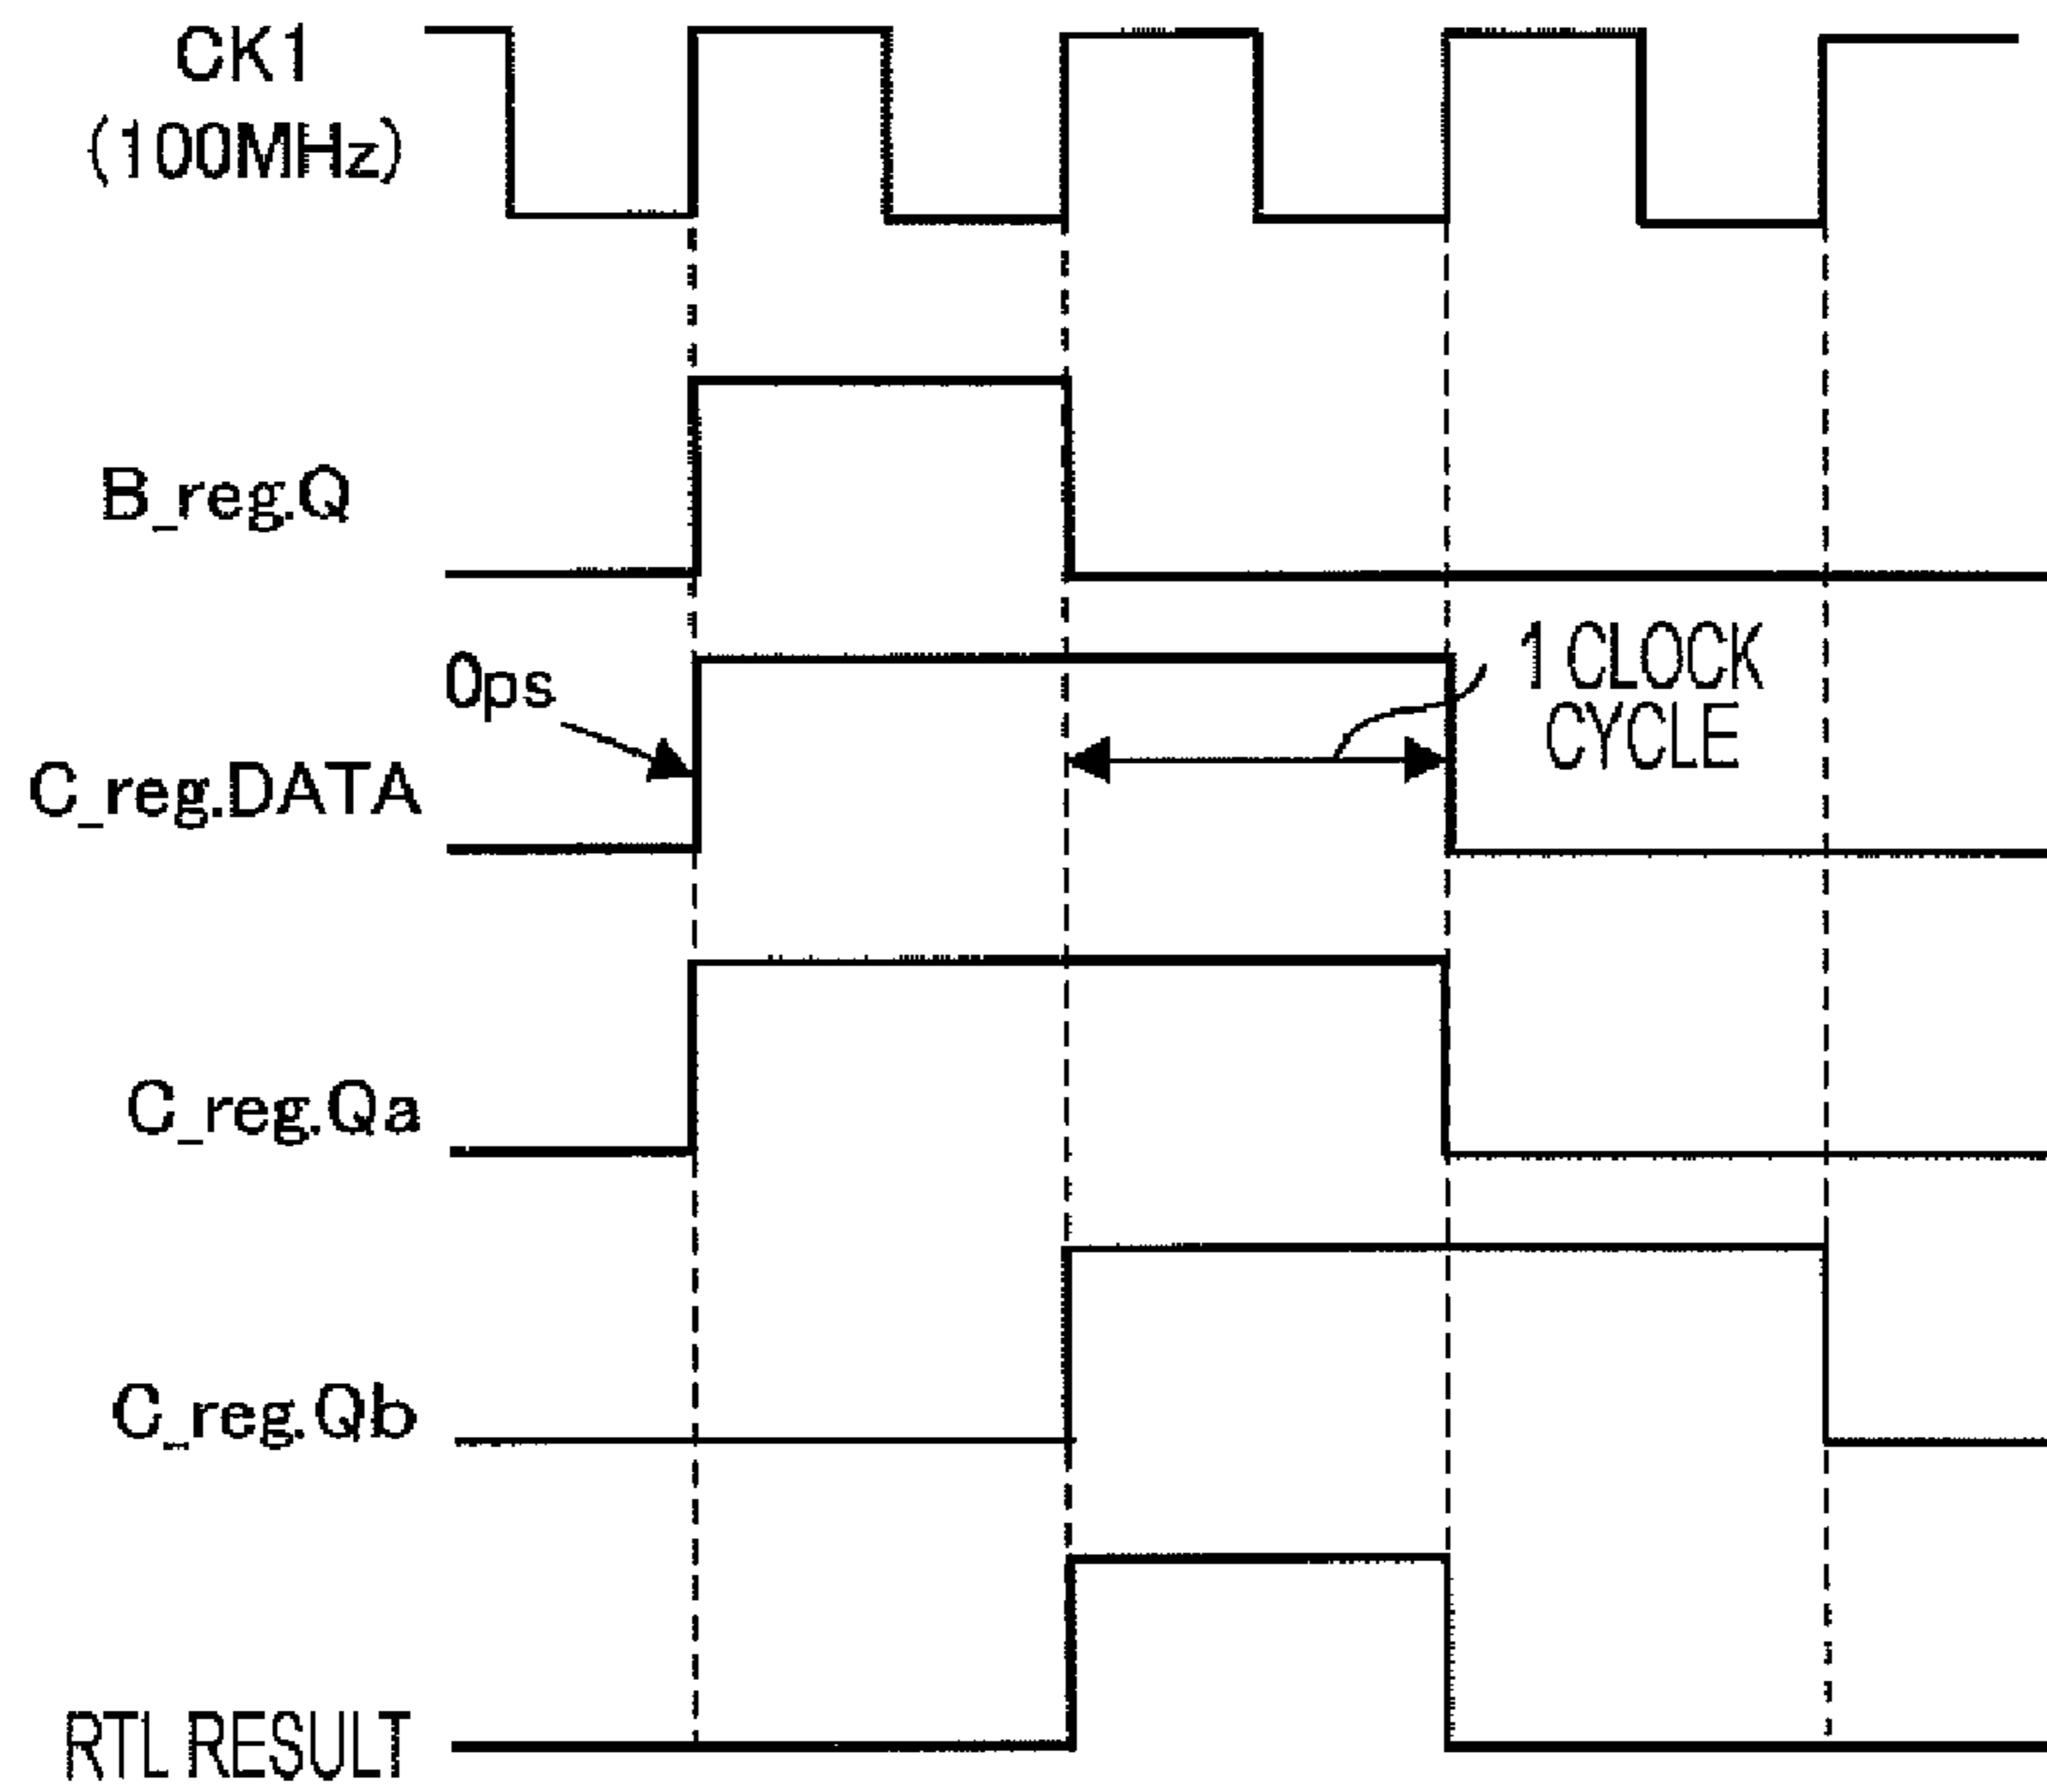 CK1
(100MHz)
B_reg.Q
0ps
1 CLOCK
CYCLE
C_reg.DATA
C_reg.Qa
C_reg.Qb
RTL RESULT